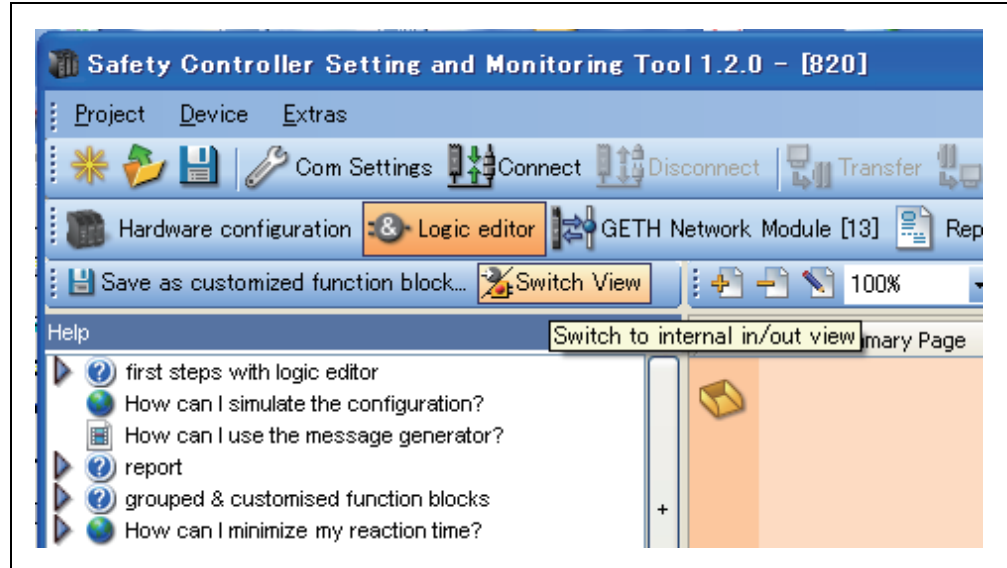 Safety Controller Setting and Monitoring Tool 1.2.0 - [820]
Project Device Extras
Com Settings Connect Disconnect Transfer
Hardware configuration & Logic editor GETH Network Module [13] Rep
Save as customized function block... Switch View 100%
Help Switch to internal in/out view mary Page
first steps with logic editor
How can I simulate the configuration?
How can I use the message generator?
report
grouped & customised function blocks
How can I minimize my reaction time?
+